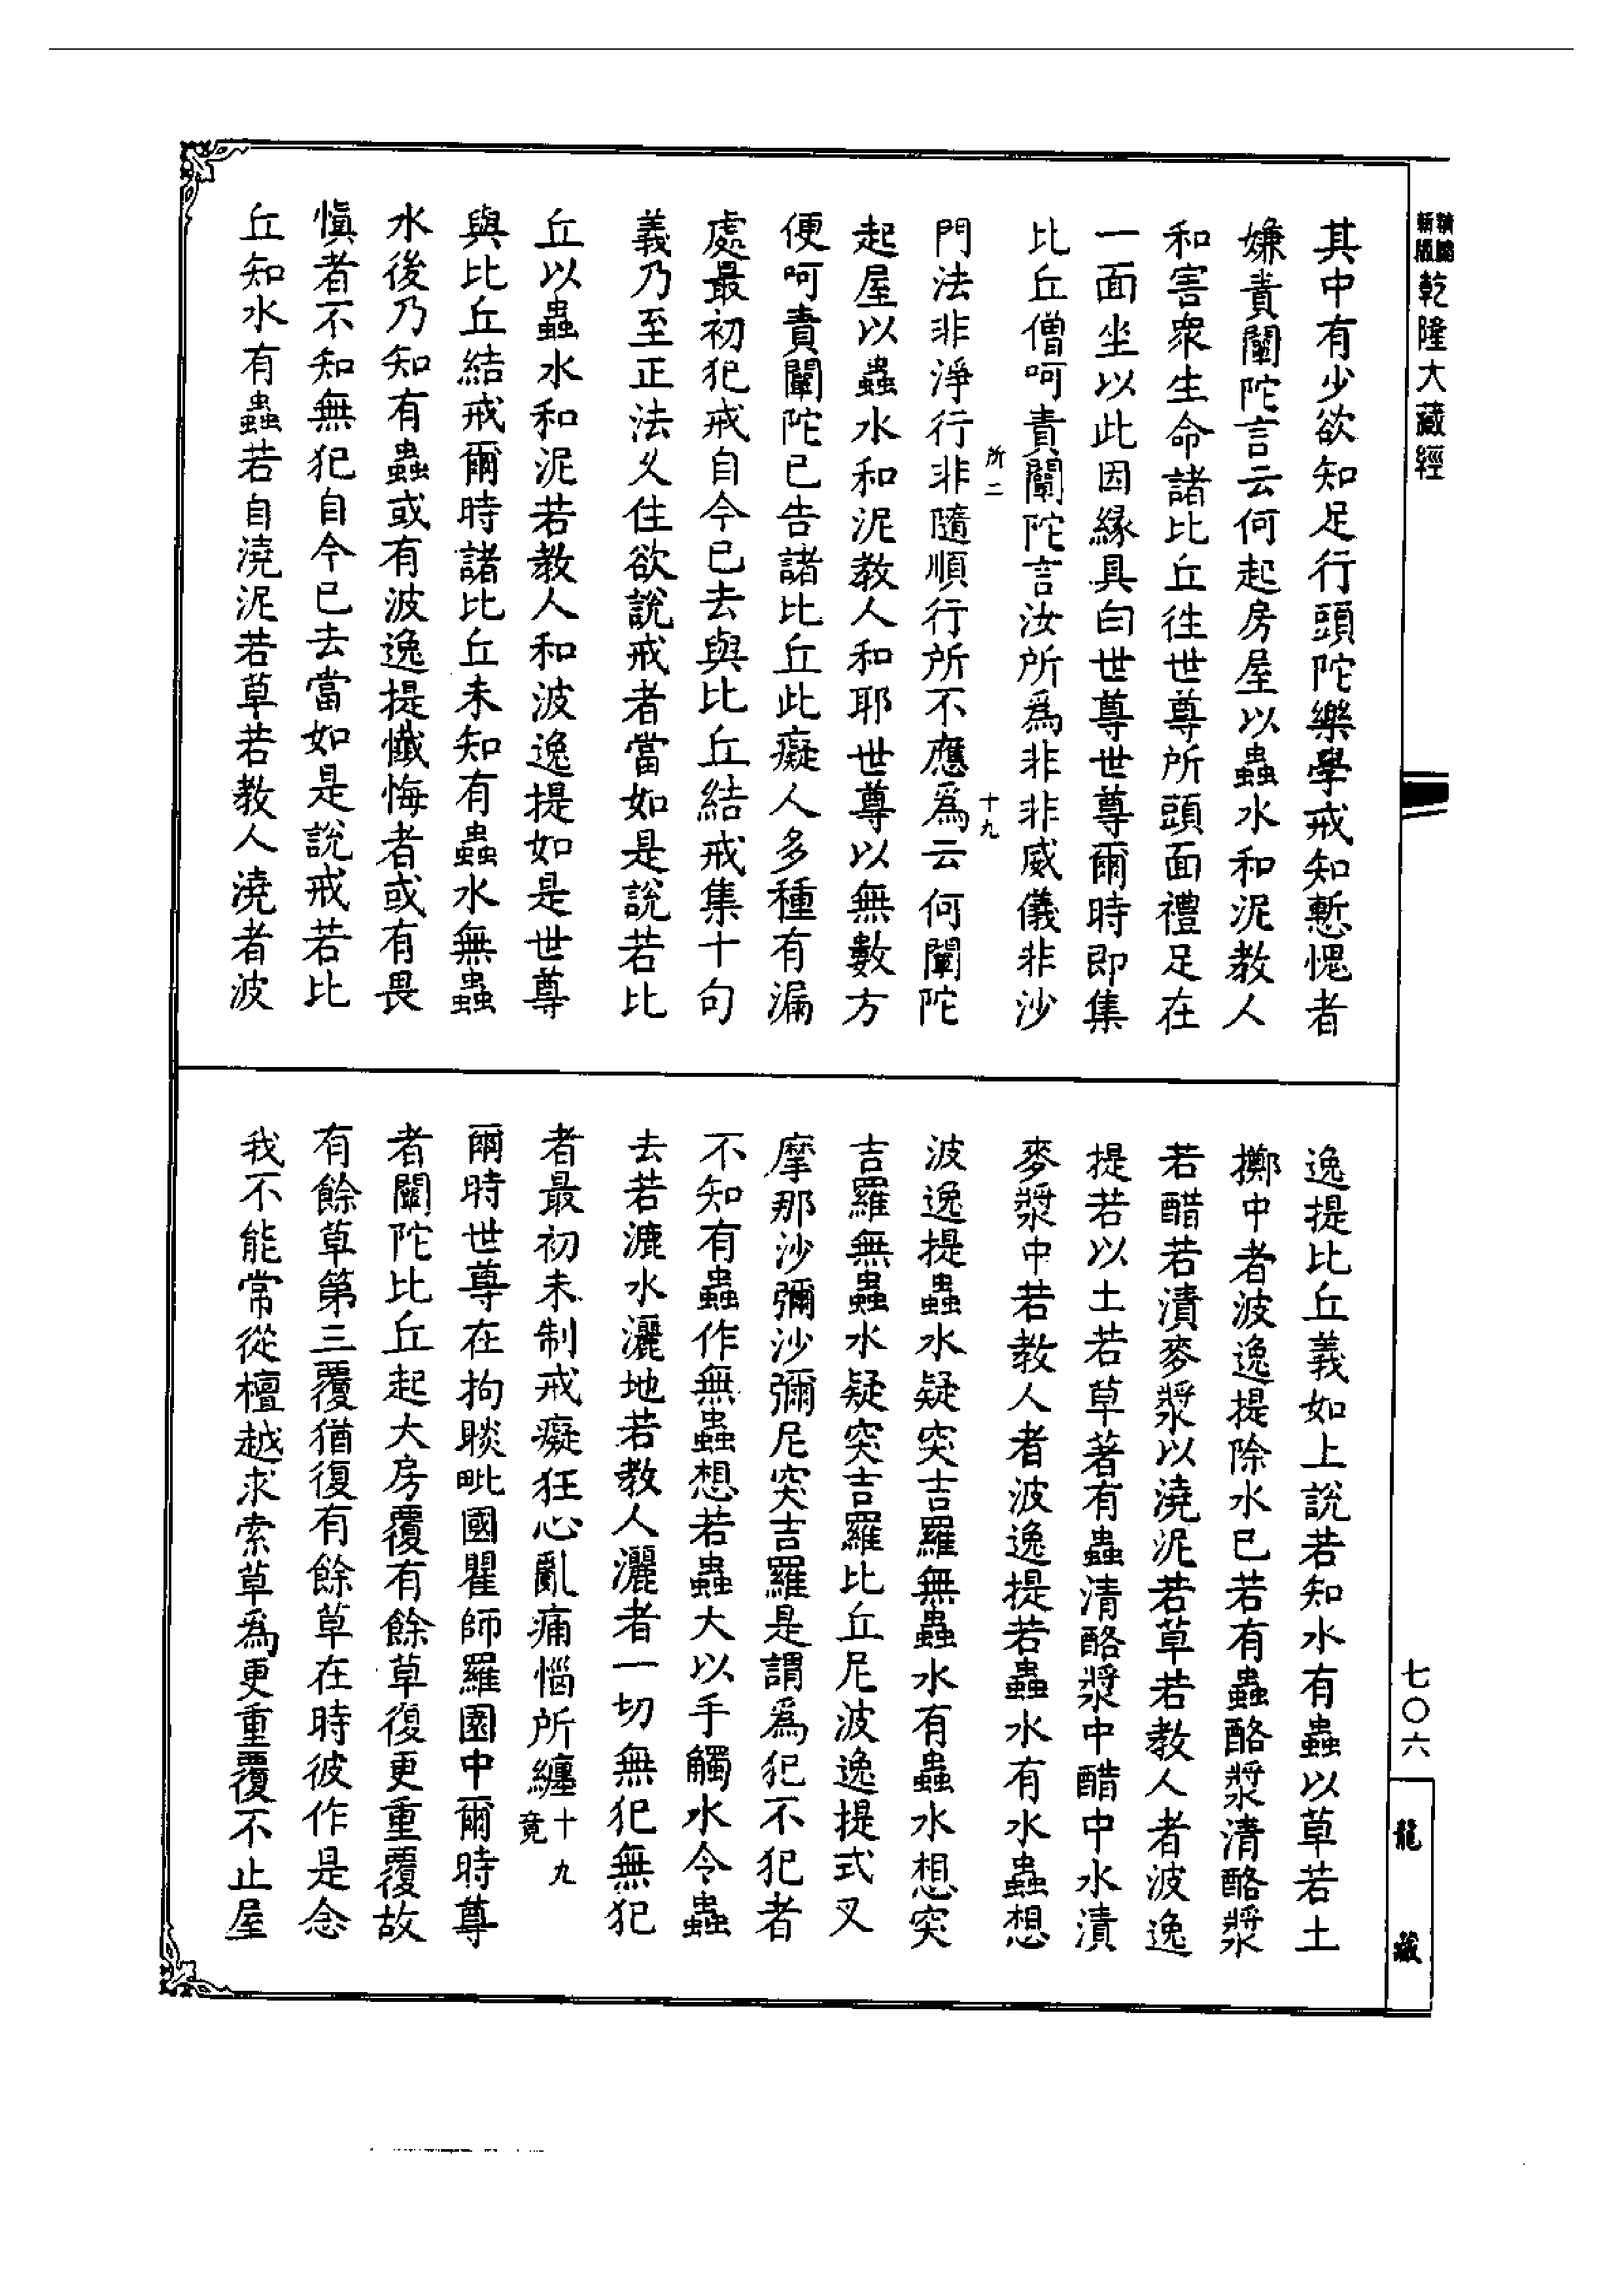 其中有少欲知足行頭陀樂學戒知慙愧者
嫌責闡陀言云何起房屋以蟲水和泥教人
和害衆生命諸比丘往世尊所頭面禮足在
一面坐以此因緣具白世尊世尊爾時即集
比丘僧呵責闡陀言汝所爲非非威儀非沙
所二
十九
門法非淨行非隨順行所不應爲云何闡陀
起屋以蟲水和泥教人和耶世尊以無數方
便呵責闡陀已告諸比丘此癡人多種有漏
處最初犯戒自今已去與比丘結戒集十句
義乃至正法久住欲說戒者當如是說若比
丘以蟲水和泥若教人和波逸提如是世尊
與比丘結戒爾時諸比丘未知有蟲水無蟲
水後乃知有蟲或有波逸提懺悔者或有畏
慎者不知無犯自今已去當如是說戒若比
丘知水有蟲若自澆泥若草若教人澆者波
逸提比丘義如上說若知水有蟲以草若土
擲中者波逸提除水已若有蟲酪漿清酪漿
若醋若漬麥漿以澆泥若草若教人者波逸
提若以土若草著有蟲清酪漿中醋中水漬
麥漿中若教人者波逸提若蟲水有水蟲想
波逸提蟲水疑突吉羅無蟲水有蟲水想突
吉羅無蟲水疑突吉羅比丘尼波逸提式叉
摩那沙彌沙彌尼突吉羅是謂爲犯不犯者
不知有蟲作無蟲想若蟲大以手觸水令蟲
去若漉水灑地若教人灑者一切無犯無犯
者最初未制戒癡狂心亂痛惱所纏十九竟
爾時世尊在拘睒毗國瞿師羅園中爾時尊
者闡陀比丘起大房覆有餘草復更重覆故
有餘草第三覆猶復有餘草在時彼作是念
我不能常從檀越求索草爲更重覆不止屋
新版
乾隆大藏經
七〇六
龍藏